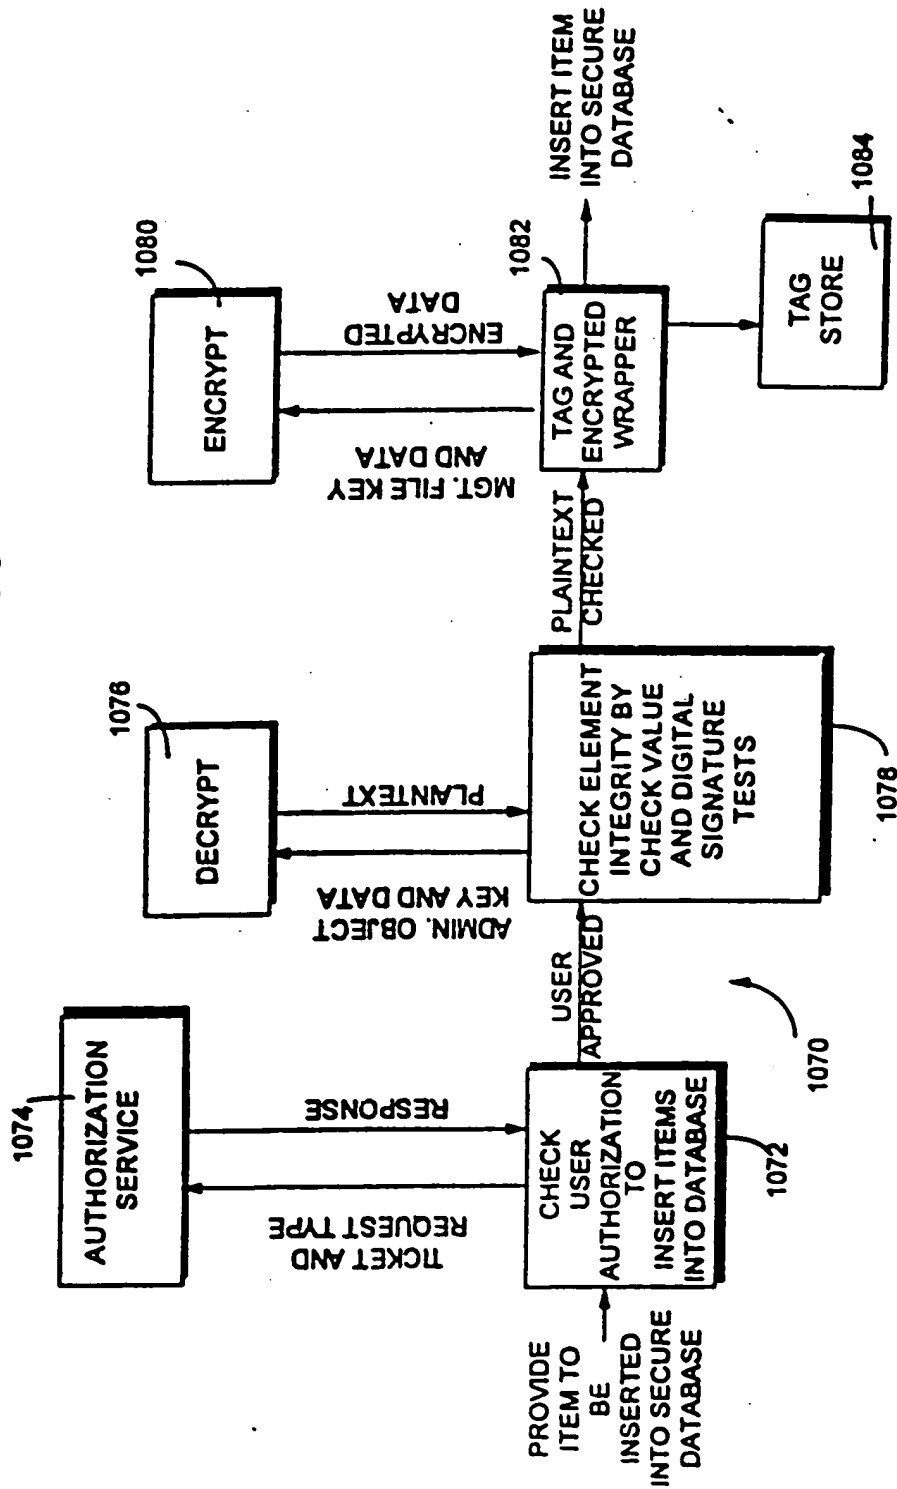 1074
AUTHORIZATION
SERVICE
TICKET AND
REQUEST TYPE
RESPONSE
PROVIDE
ITEM TO
BE
INSERTED
INTO SECURE
DATABASE
CHECK
USER
AUTHORIZATION
TO
INSERT ITEMS
INTO DATABASE
1072
1070
USER
APPROVED
1076
DECRYPT
ADMIN. OBJECT
KEY AND DATA
PLAINTEXT
CHECK ELEMENT
INTEGRITY BY
CHECK VALUE
AND DIGITAL
SIGNATURE
TESTS
1078
PLAINTEXT
CHECKED
1080
ENCRYPT
MGT. FILE KEY
AND DATA
ENCRYPTED
DATA
1082
TAG AND
ENCRYPTED
WRAPPER
INSERT ITEM
INTO SECURE
DATABASE
TAG
STORE
1084